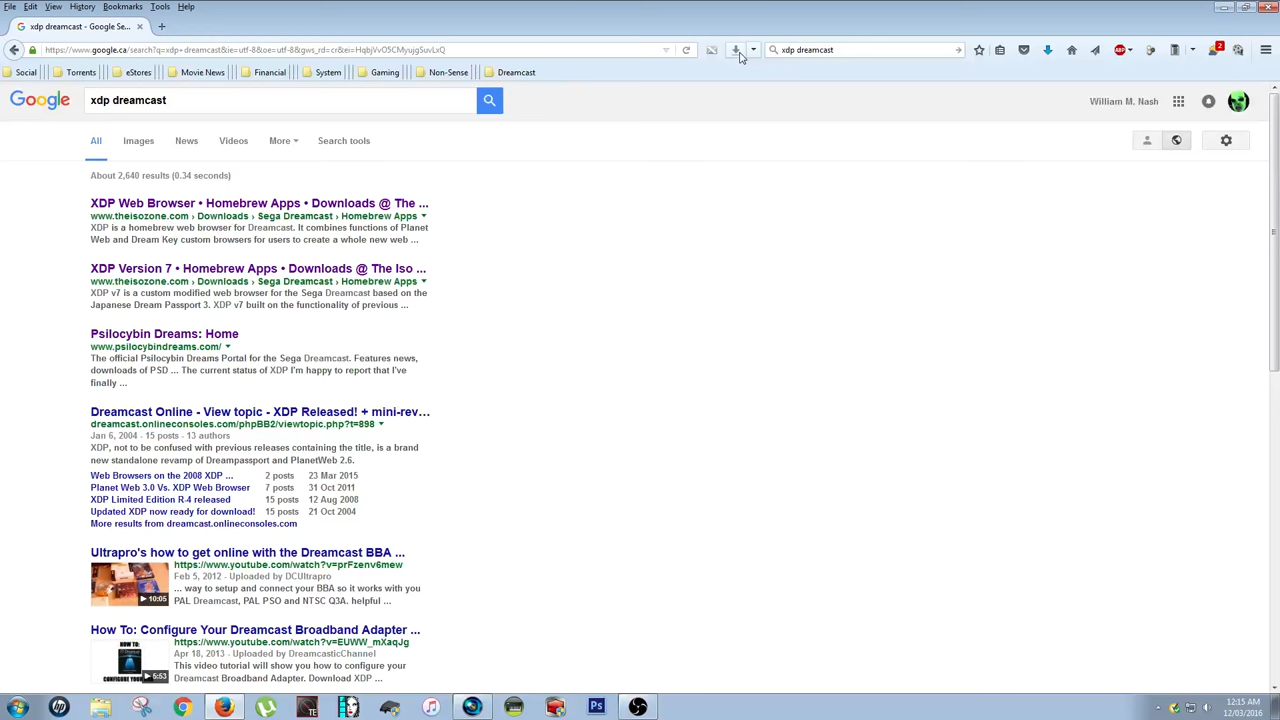 File Edit View History Bookmarks Tools Help
xdp dreamcast - Google Se...
https://www.google.ca/search?q=xdp+dreamcast&ie=utf-8&oe=utf-8&gws_rd=cr&ei=HqbjVvO5CMyujgSuvLxQ
xdp dreamcast
ABP
2
Social Torrents eStores Movie News Financial System Gaming Non-Sense Dreamcast
Google
xdp dreamcast
William M. Nash
All Images News Videos More Search tools
About 2,640 results (0.34 seconds)
XDP Web Browser • Homebrew Apps • Downloads @ The ...
www.theisozone.com › Downloads › Sega Dreamcast › Homebrew Apps
XDP is a homebrew web browser for Dreamcast. It combines functions of Planet
Web and Dream Key custom browsers for users to create a whole new web ...
XDP Version 7 • Homebrew Apps • Downloads @ The Iso ...
www.theisozone.com › Downloads › Sega Dreamcast › Homebrew Apps
XDP v7 is a custom modified web browser for the Sega Dreamcast based on the
Japanese Dream Passport 3. XDP v7 built on the functionality of previous ...
Psilocybin Dreams: Home
www.psilocybindreams.com/
The official Psilocybin Dreams Portal for the Sega Dreamcast. Features news,
downloads of PSD ... The current status of XDP I'm happy to report that I've
finally ...
Dreamcast Online - View topic - XDP Released! + mini-rev...
dreamcast.onlineconsoles.com/phpBB2/viewtopic.php?t=898
Jan 6, 2004 - 15 posts - 13 authors
XDP, not to be confused with previous releases containing the title, is a brand
new standalone revamp of Dreampassport and PlanetWeb 2.6.
Web Browsers on the 2008 XDP ... 2 posts 23 Mar 2015
Planet Web 3.0 Vs. XDP Web Browser 7 posts 31 Oct 2011
XDP Limited Edition R-4 released 15 posts 12 Aug 2008
Updated XDP now ready for download! 15 posts 21 Oct 2004
More results from dreamcast.onlineconsoles.com
Ultrapro's how to get online with the Dreamcast BBA ...
https://www.youtube.com/watch?v=prFzenv6mew
Feb 5, 2012 - Uploaded by DCUltrapro
... way to setup and connect your BBA so it works with you
PAL Dreamcast, PAL PSO and NTSC Q3A. helpful ...
10:05
How To: Configure Your Dreamcast Broadband Adapter ...
https://www.youtube.com/watch?v=EUWW_mXaqJg
Apr 18, 2013 - Uploaded by DreamcasticChannel
This video tutorial will show you how to configure your
Dreamcast Broadband Adapter. Download XDP ...
HOW TO:
5:53
12:15 AM
12/03/2016